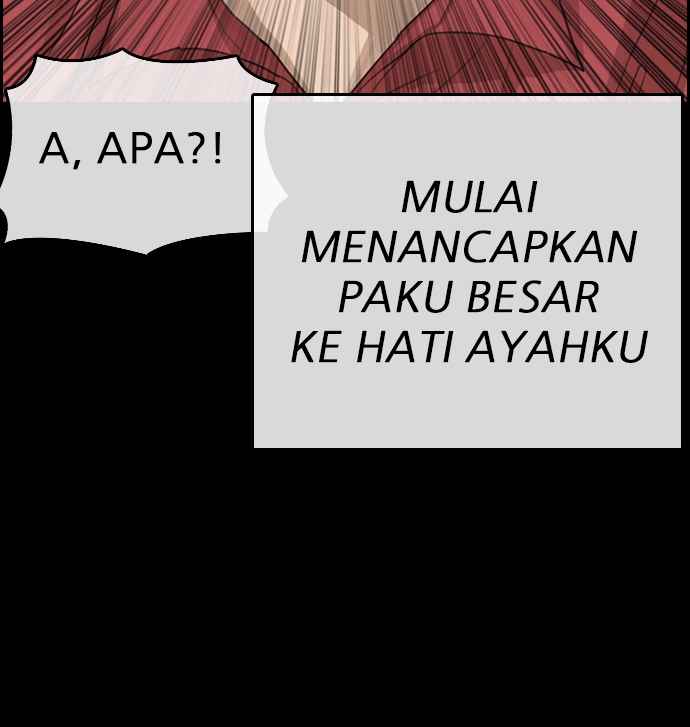 A, APA?!
MULAI
MENANCAPKAN
PAKU BESAR
KE HATI AYAHKU